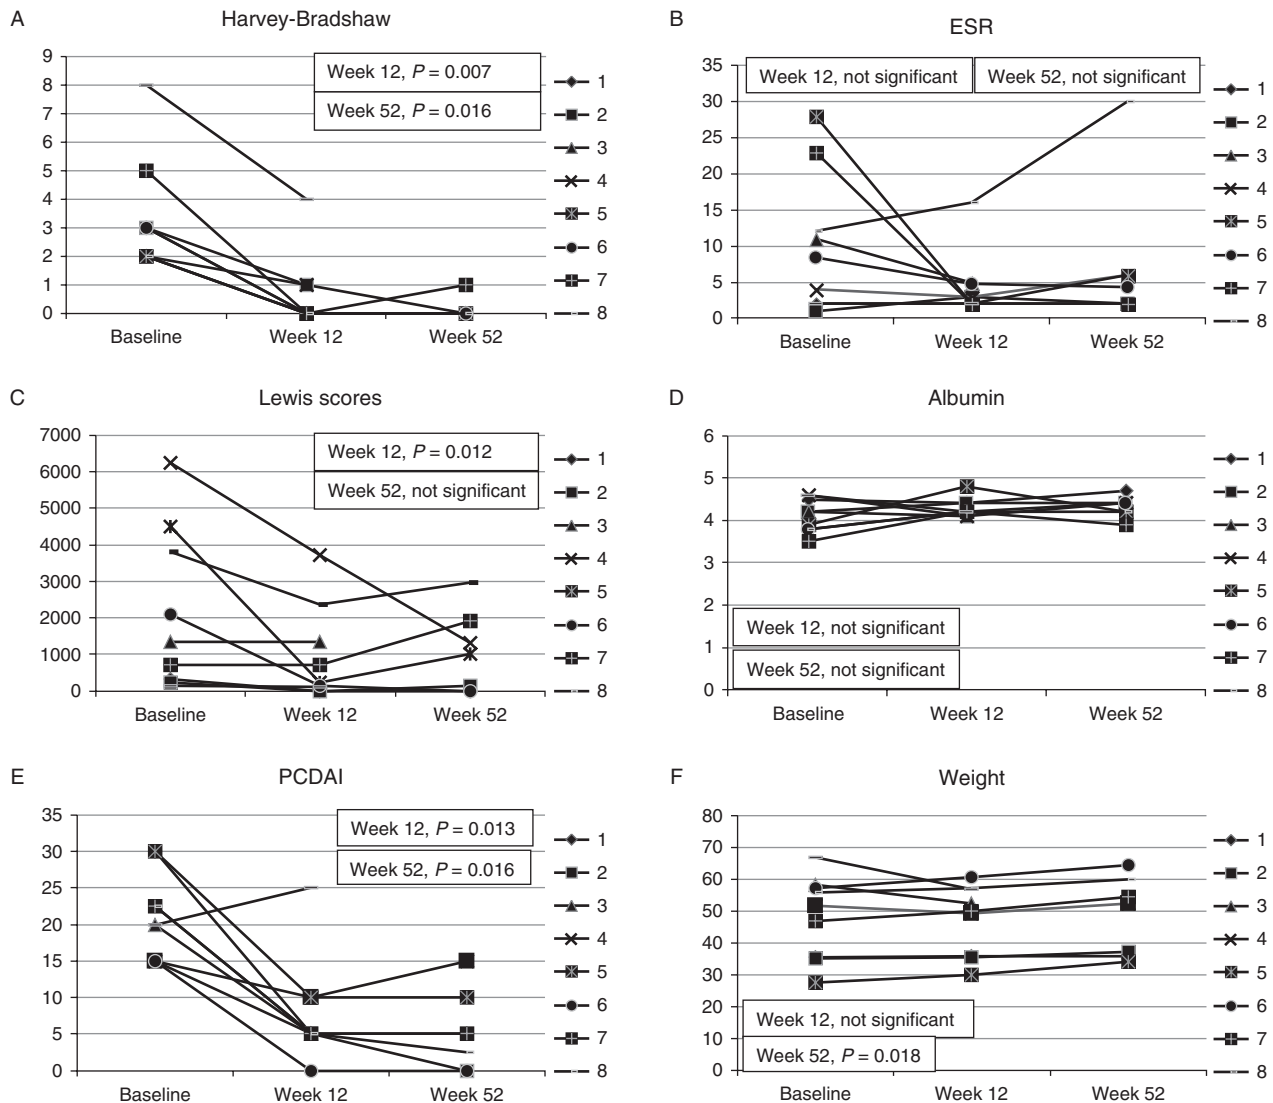 A
Harvey-Bradshaw
9
8
7
6
5
4
3
2
1
0
Week 12, P = 0.007
Week 52, P = 0.016
Baseline
Week 12
Week 52
1
2
3
4
5
6
7
8
B
ESR
35
30
25
20
15
10
5
0
Week 12, not significant
Week 52, not significant
Baseline
Week 12
Week 52
1
2
3
4
5
6
7
8
C
Lewis scores
7000
6000
5000
4000
3000
2000
1000
0
Week 12, P = 0.012
Week 52, not significant
Baseline
Week 12
Week 52
1
2
3
4
5
6
7
8
D
Albumin
6
5
4
3
2
1
0
Week 12, not significant
Week 52, not significant
Baseline
Week 12
Week 52
1
2
3
4
5
6
7
8
E
PCDAI
35
30
25
20
15
10
5
0
Week 12, P = 0.013
Week 52, P = 0.016
Baseline
Week 12
Week 52
1
2
3
4
5
6
7
8
F
Weight
80
70
60
50
40
30
20
10
0
Week 12, not significant
Week 52, P = 0.018
Baseline
Week 12
Week 52
1
2
3
4
5
6
7
8